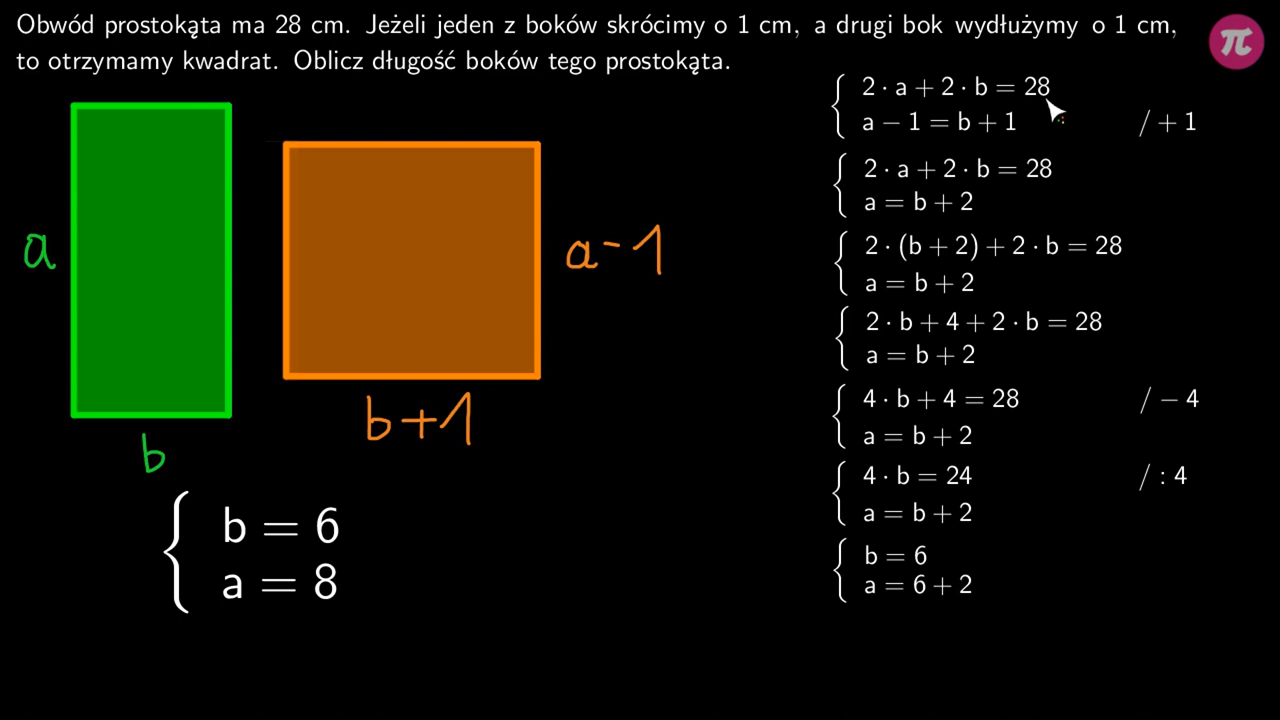 Obwód prostokąta ma 28 cm. Jeżeli jeden z boków skrócimy o 1 cm, a drugi bok wydłużymy o 1 cm,
to otrzymamy kwadrat. Oblicz długość boków tego prostokąta.
π
a
b
a-1
b+1
b = 6
a = 8
2 · a + 2 · b = 28
a − 1 = b + 1 / + 1
2 · a + 2 · b = 28
a = b + 2
2 · (b + 2) + 2 · b = 28
a = b + 2
2 · b + 4 + 2 · b = 28
a = b + 2
4 · b + 4 = 28 / − 4
a = b + 2
4 · b = 24 / : 4
a = b + 2
b = 6
a = 6 + 2